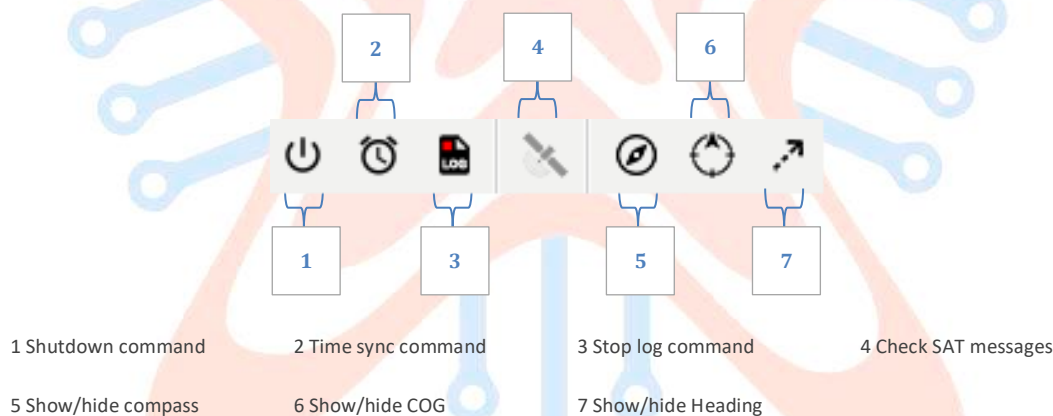 2 4 6
LOG
1 3 5 7
1 Shutdown command 2 Time sync command 3 Stop log command 4 Check SAT messages
5 Show/hide compass 6 Show/hide COG 7 Show/hide Heading